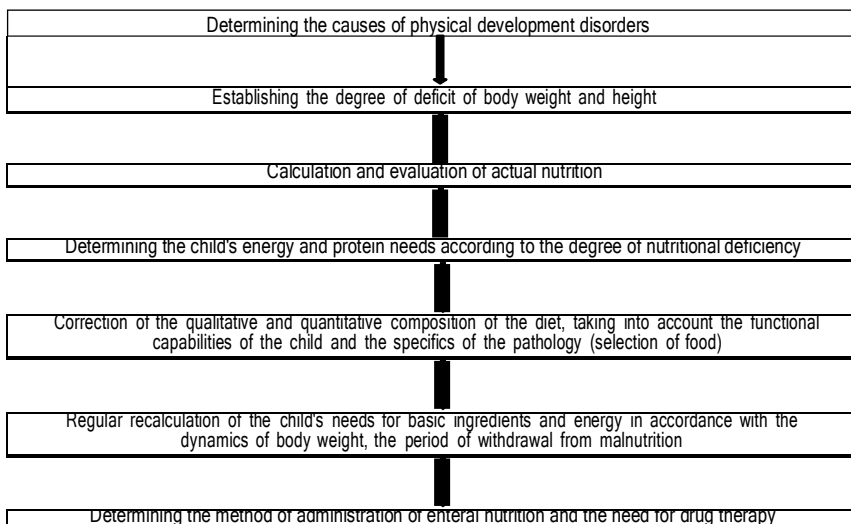 Determining the causes of physical development disorders
Establishing the degree of deficit of body weight and height
Calculation and evaluation of actual nutrition
Determining the child's energy and protein needs according to the degree of nutritional deficiency
Correction of the qualitative and quantitative composition of the diet, taking into account the functional
capabilities of the child and the specifics of the pathology (selection of food)
Regular recalculation of the child's needs for basic ingredients and energy in accordance with the
dynamics of body weight, the period of withdrawal from malnutrition
Determining the method of administration of enteral nutrition and the need for drug therapy